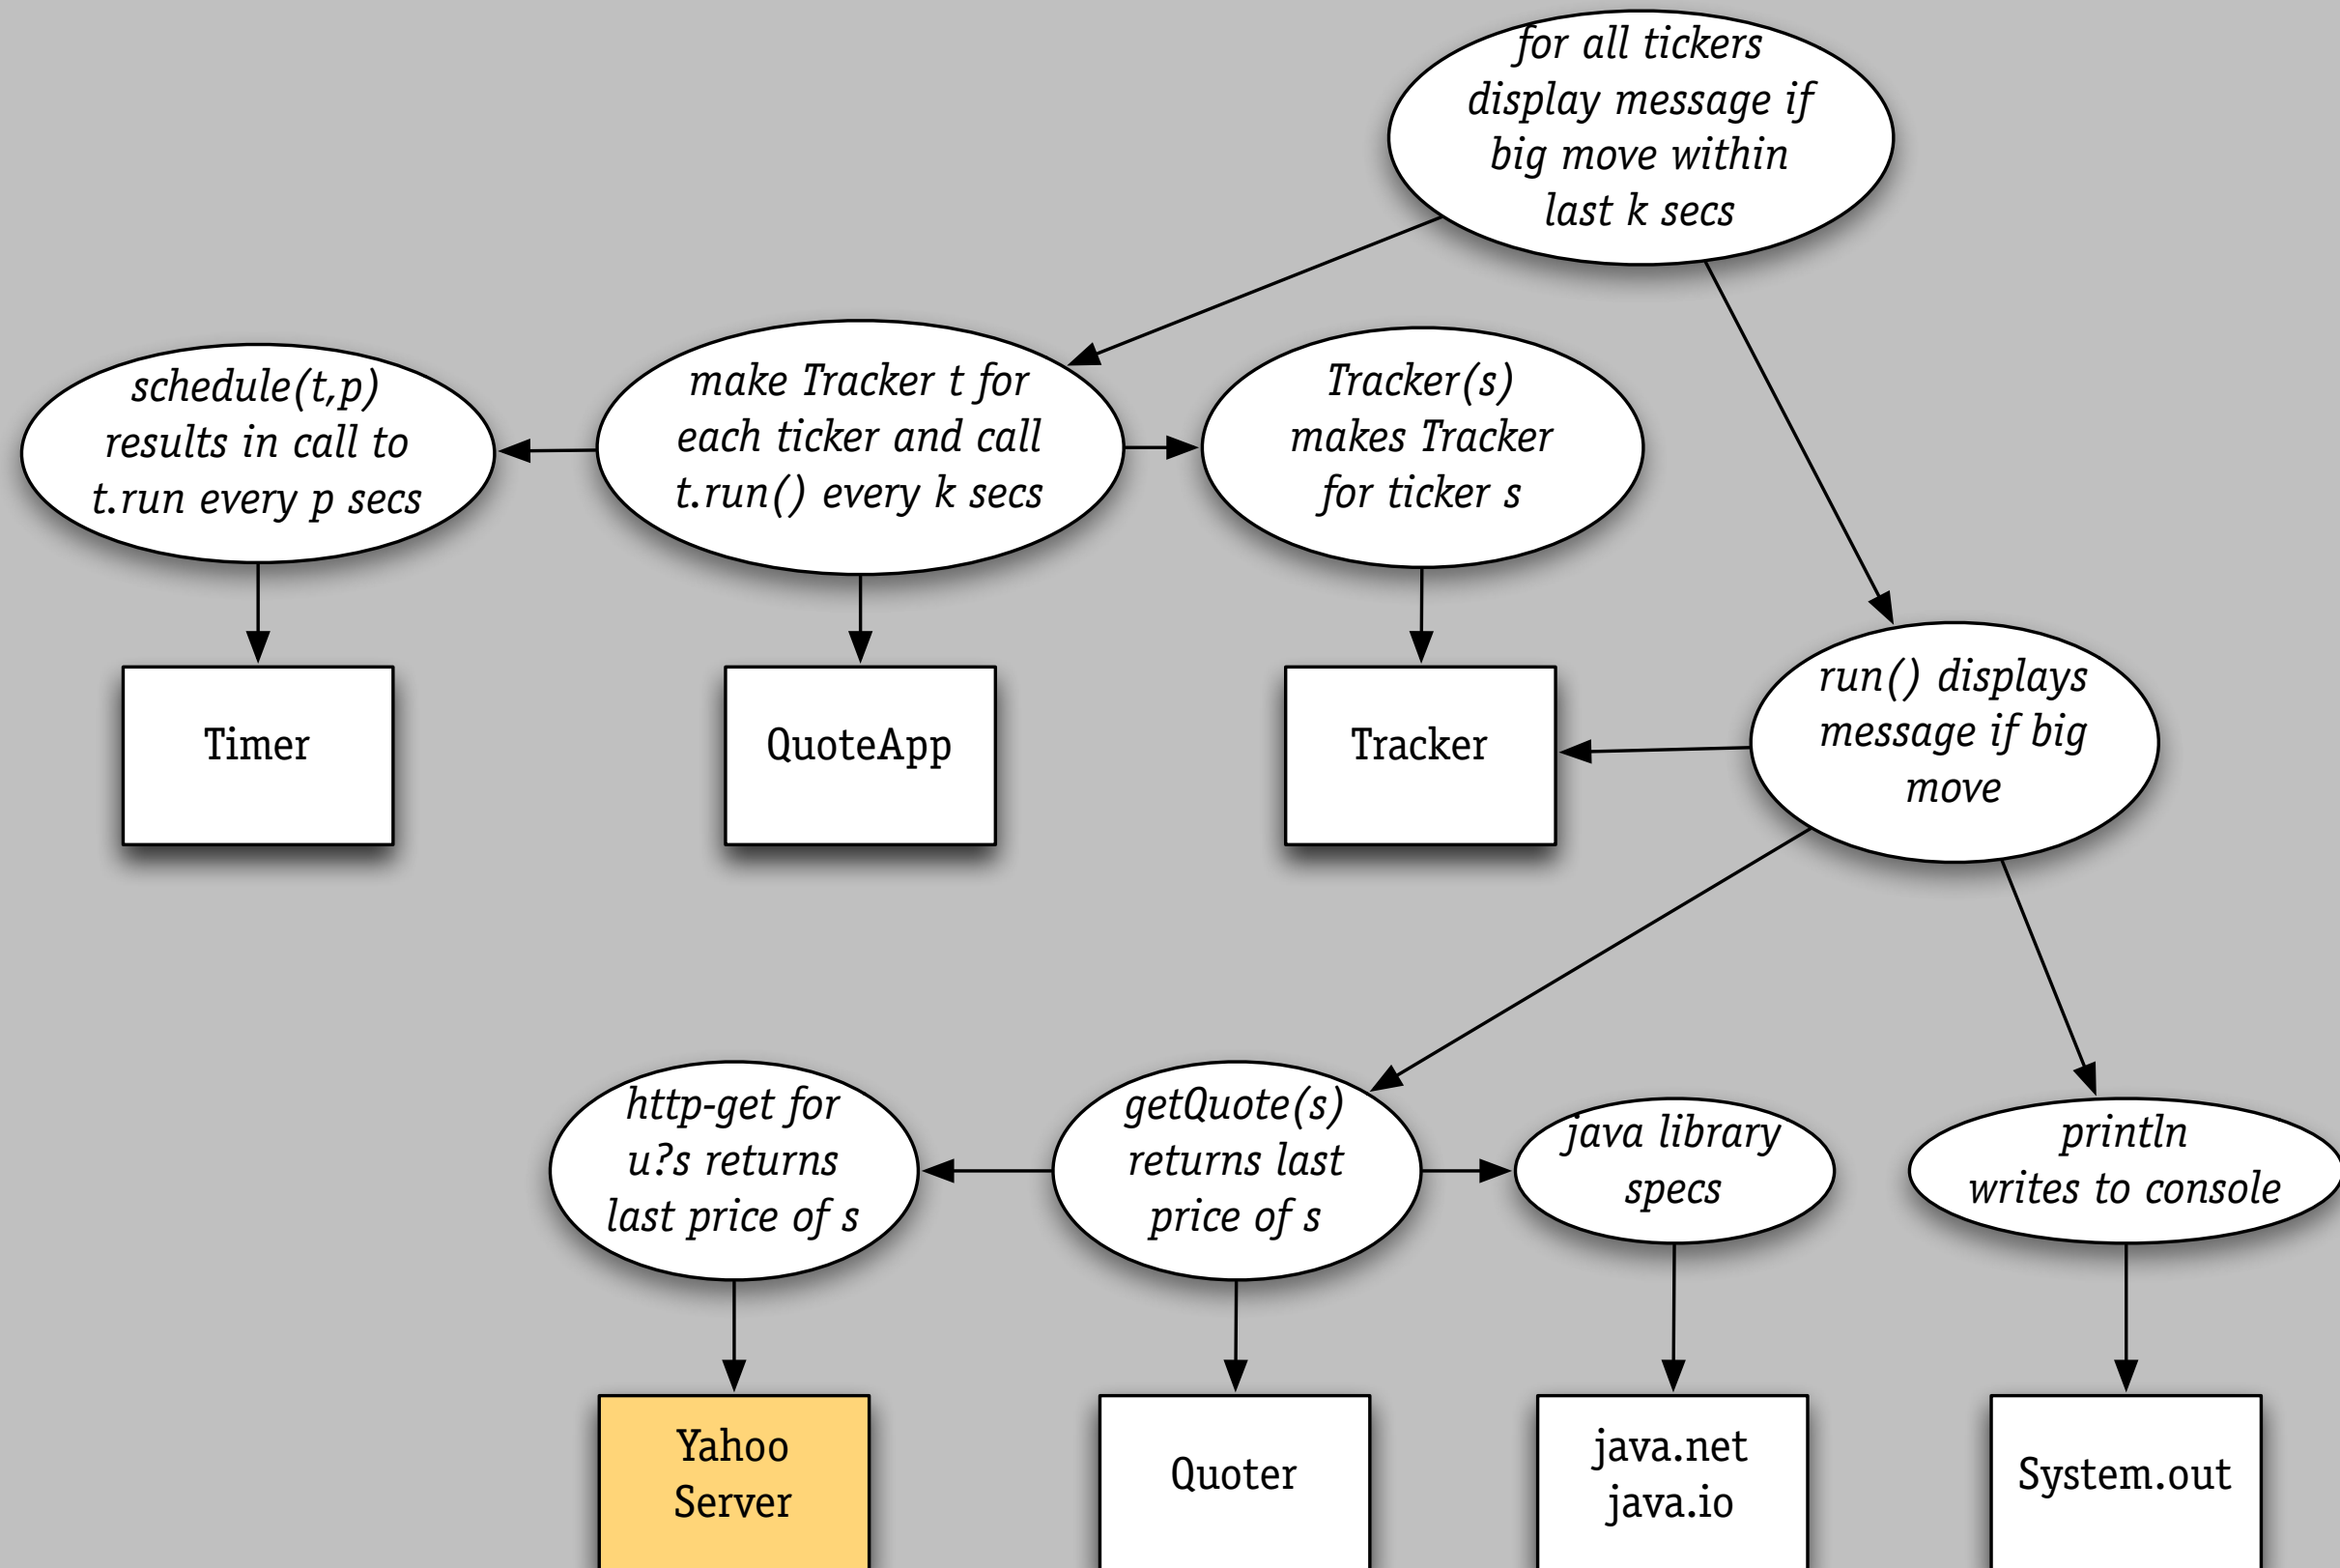 for all tickers
display message if
big move within
last k secs
schedule(t,p)
results in call to
t.run every p secs
make Tracker t for
each ticker and call
t.run() every k secs
Tracker(s)
makes Tracker
for ticker s
Timer
QuoteApp
Tracker
run() displays
message if big
move
http-get for
u?s returns
last price of s
getQuote(s)
returns last
price of s
java library
specs
println
writes to console
Yahoo
Server
Quoter
java.net
java.io
System.out